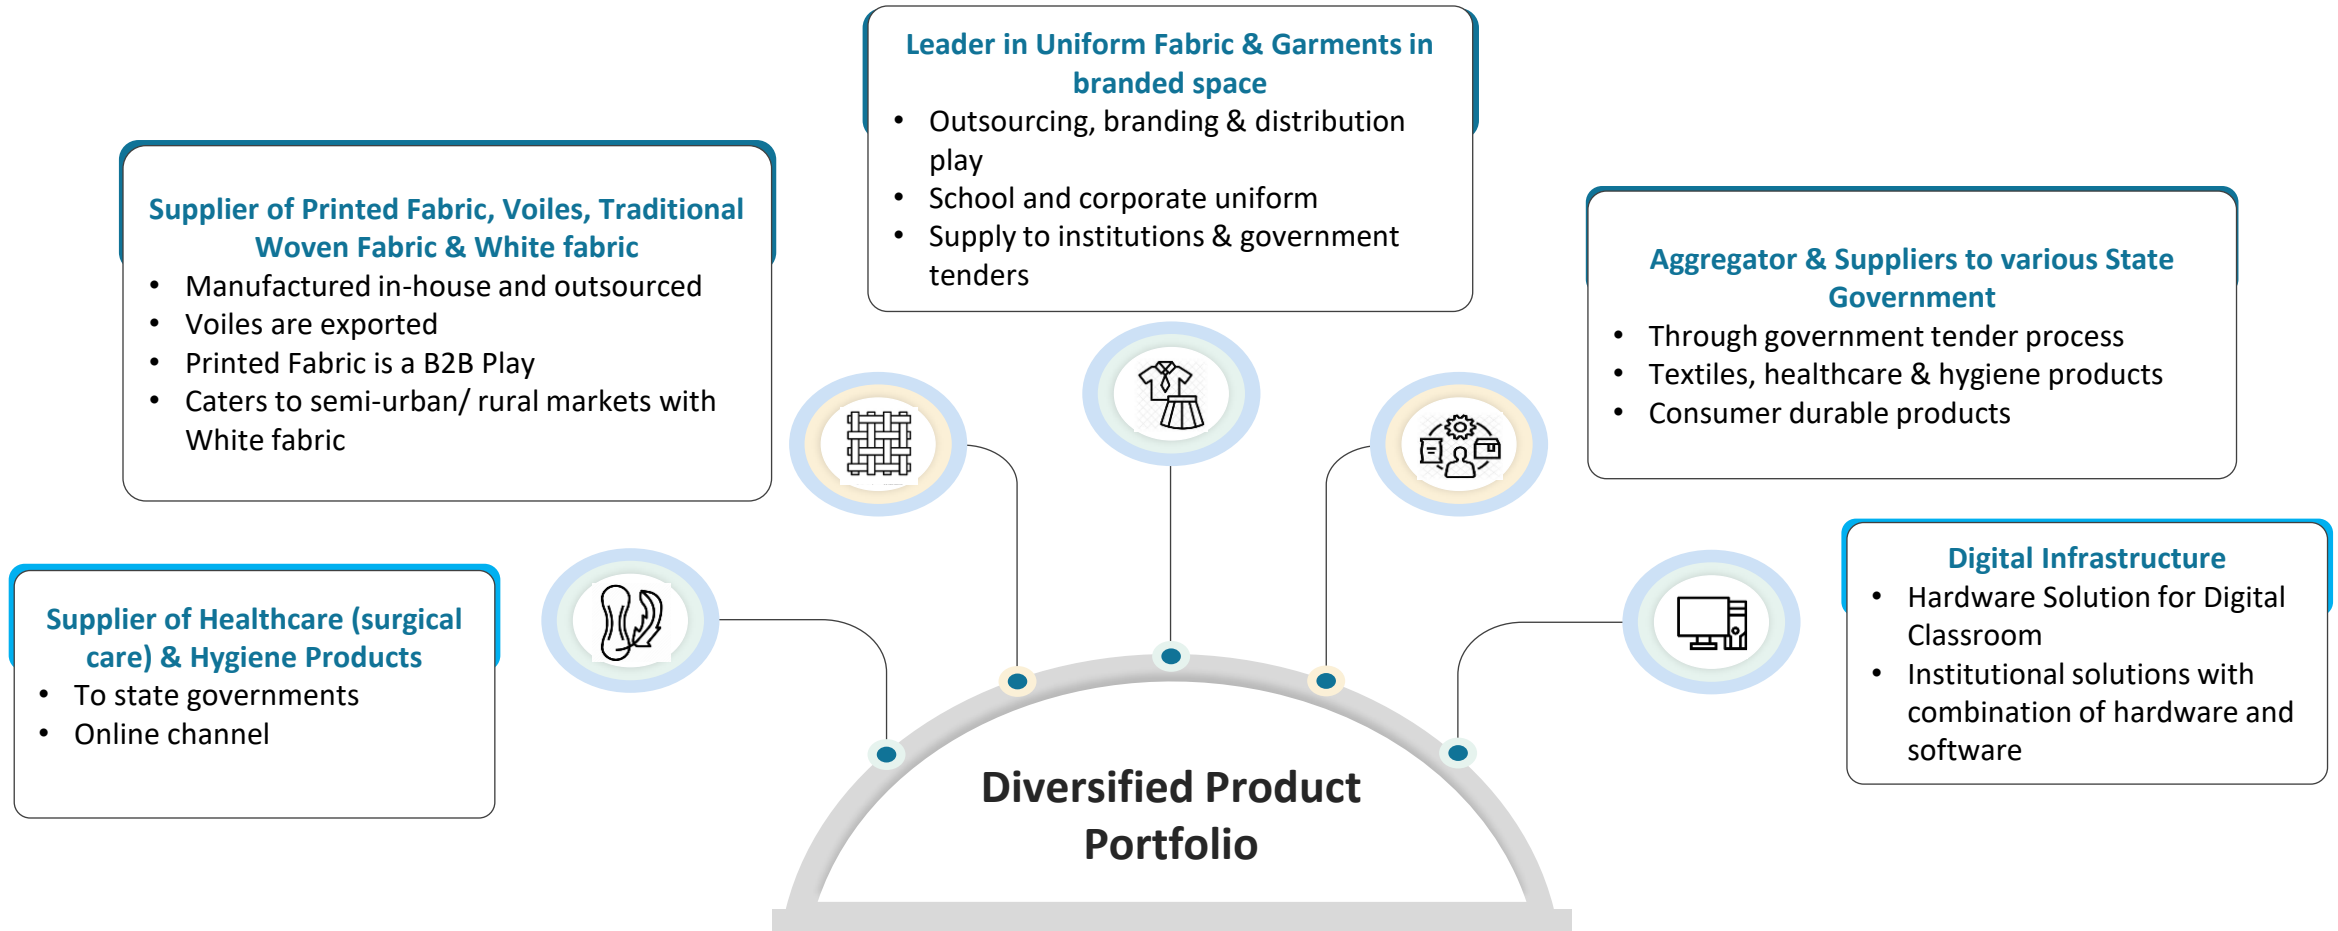 Leader in Uniform Fabric & Garments in
branded space
• Outsourcing, branding & distribution
play
• School and corporate uniform
• Supply to institutions & government
tenders
Supplier of Printed Fabric, Voiles, Traditional
Woven Fabric & White fabric
• Manufactured in-house and outsourced
• Voiles are exported
• Printed Fabric is a B2B Play
• Caters to semi-urban/ rural markets with
White fabric
Aggregator & Suppliers to various State
Government
• Through government tender process
• Textiles, healthcare & hygiene products
• Consumer durable products
Supplier of Healthcare (surgical
care) & Hygiene Products
• To state governments
• Online channel
Digital Infrastructure
• Hardware Solution for Digital
Classroom
• Institutional solutions with
combination of hardware and
software
Diversified Product
Portfolio